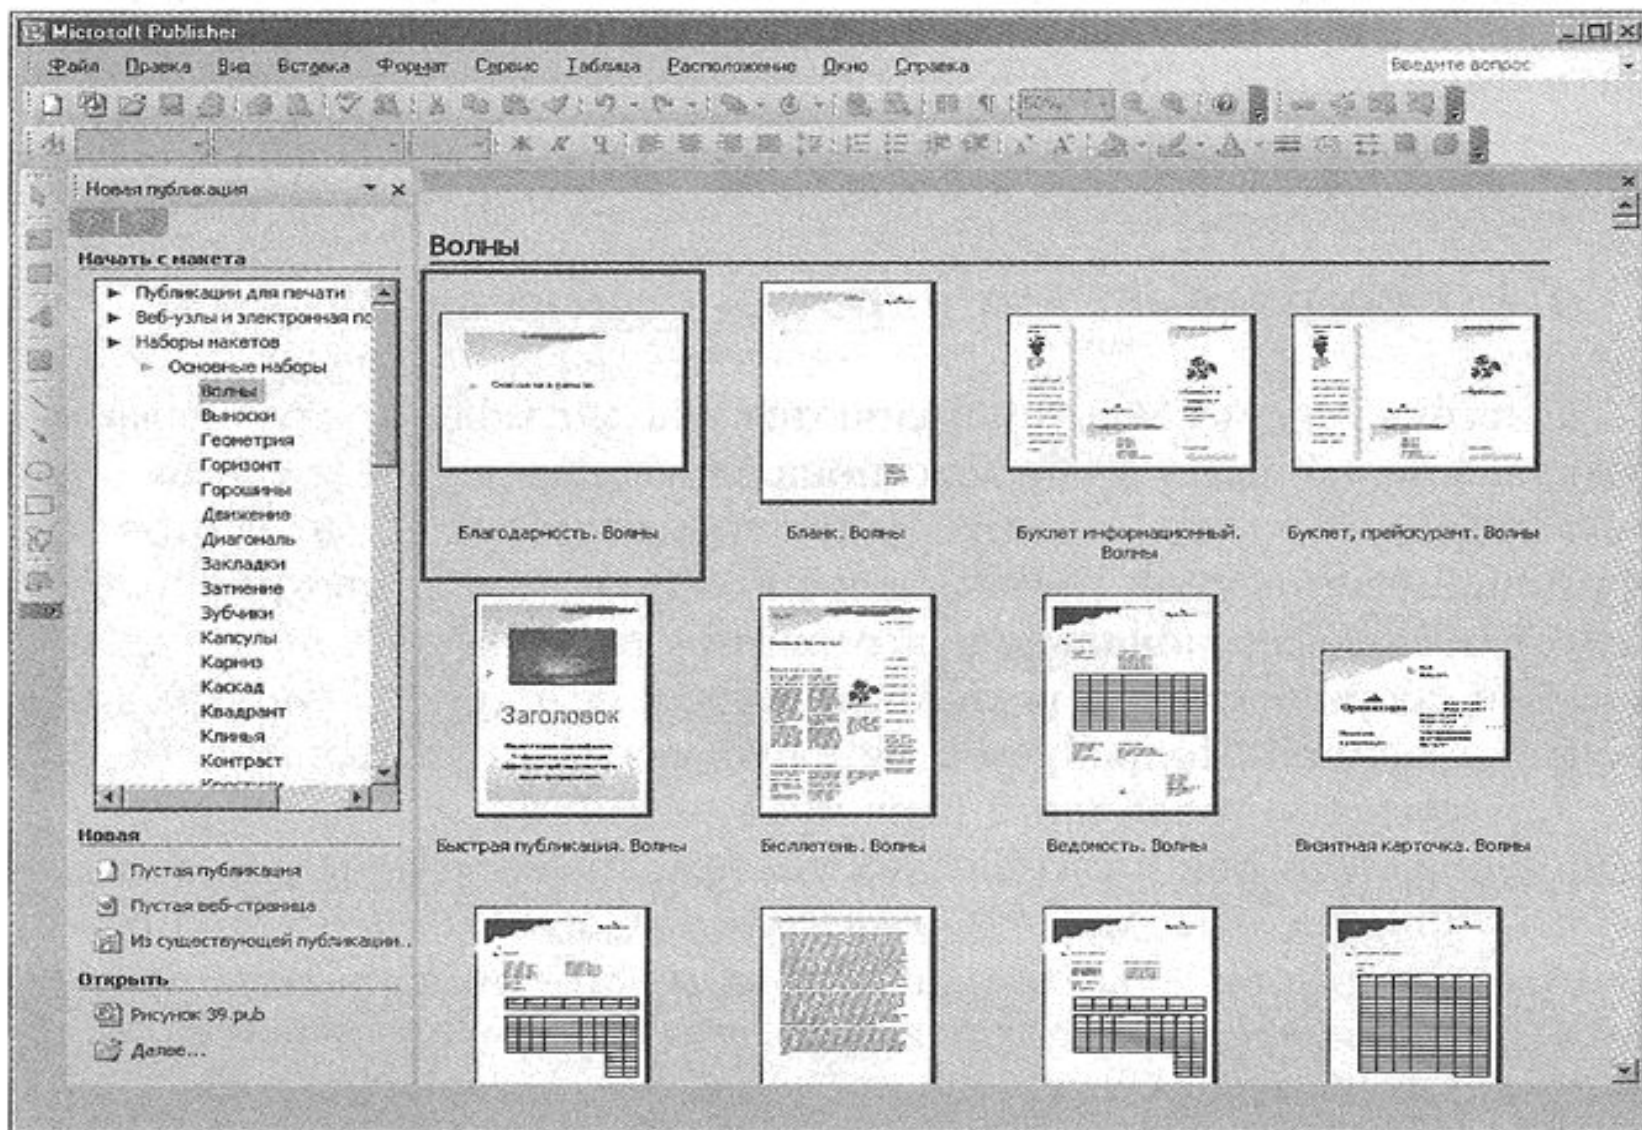 Microsoft Publisher
Файл Правка Вид Вставка Формат Сервис Таблица Расположение Окно Справка Введите вопрос
50%
Ж К Ч
Новая публикация
Начать с макета
Публикации для печати
Веб-узлы и электронная по
Наборы макетов
Основные наборы
Волны
Выноски
Геометрия
Горизонт
Горошины
Движение
Диагональ
Закладки
Затмение
Зубчики
Капсулы
Карниз
Каскад
Квадрант
Клинья
Контраст
Новая
Пустая публикация
Пустая веб-страница
Из существующей публикации...
Открыть
Рисунок 39.pub
Далее...
Волны
Благодарность. Волны
Бланк. Волны
Буклет информационный. Волны
Буклет, прейскурант. Волны
Заголовок
Организация
Быстрая публикация. Волны
Бюллетень. Волны
Ведомость. Волны
Визитная карточка. Волны